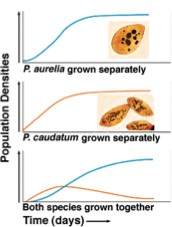 Population Densities
P. aurelia grown separately
P. caudatum grown separately
Both species grown together
Time (days)